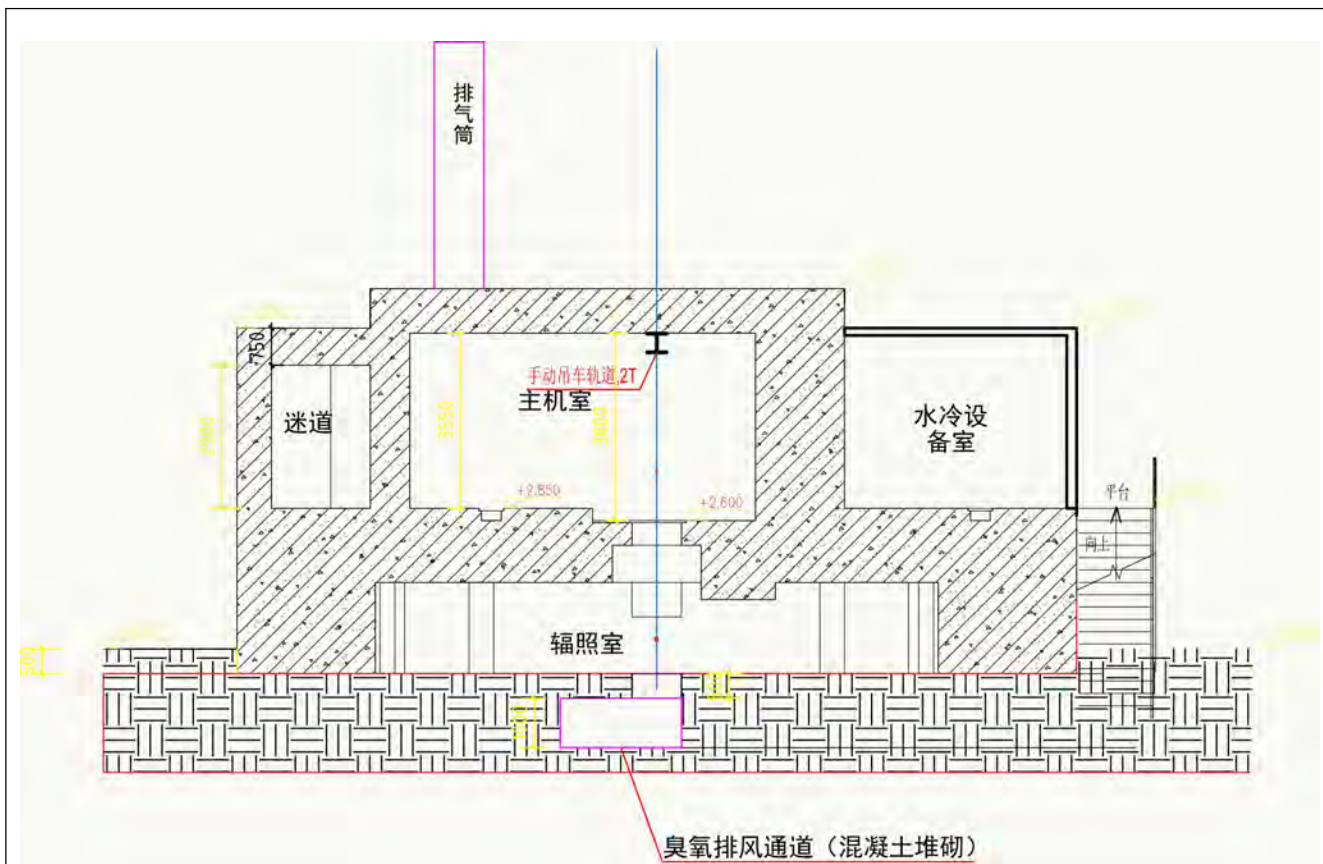 排气筒
750
手动吊车轨道,2T
主机室
迷道
3550
3800
水冷设
备室
2900
+2.850
+2.600
平台
向上
辐照室
500
1000
臭氧排风通道（混凝土堆砌）